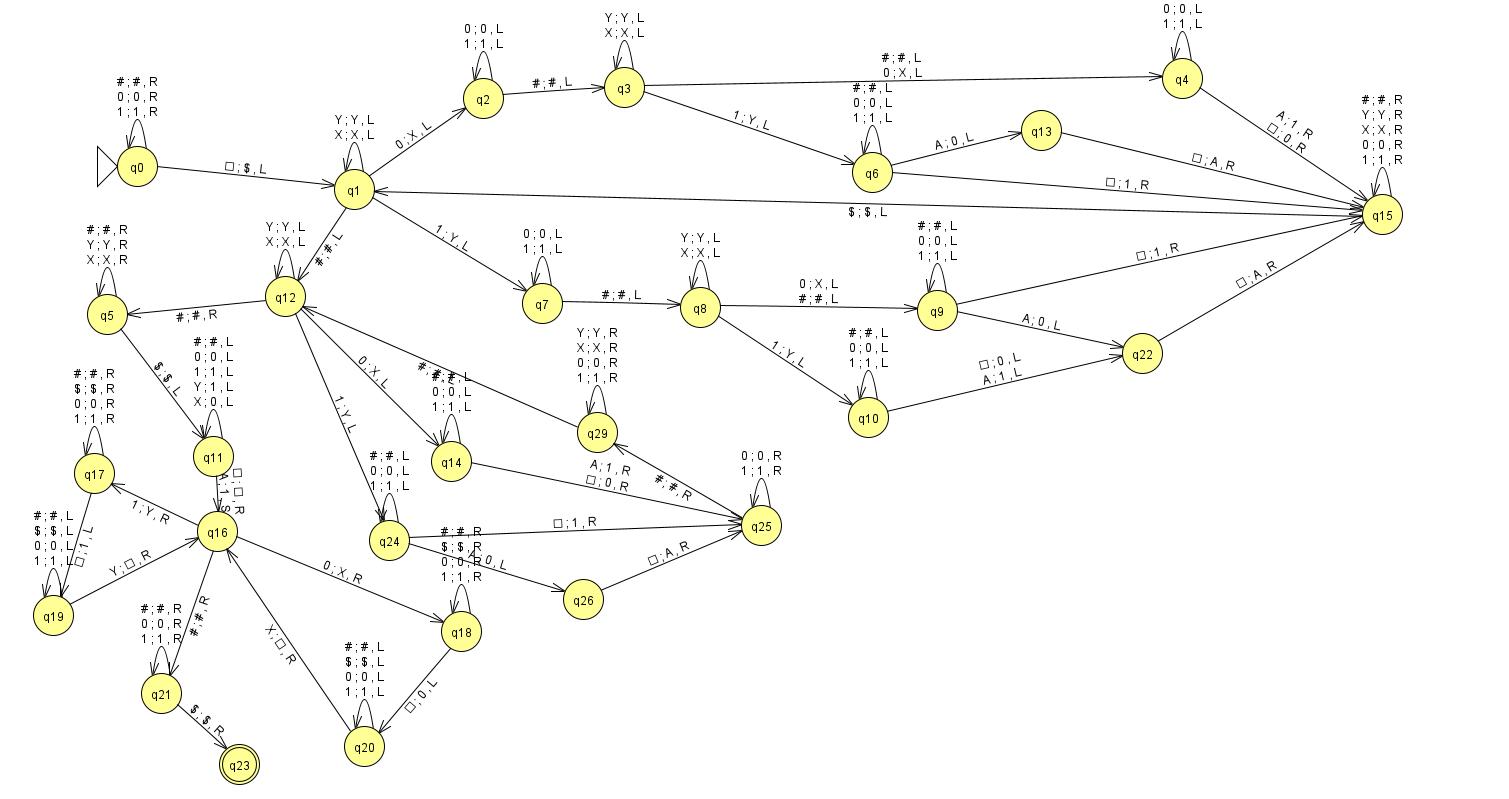 0;0,L
1;1,L
#;#,L
Y;Y,L
X;X,L
#;#,L
0;X,L
0;0,L
1;1,L
#;#,R
0;0,R
1;1,R
q0
□;$,L
Y;Y,L
X;X,L
q1
0;X,L
q2
q3
q4
1;Y,L
#;#,L
0;0,L
1;1,L
q6
A;0,L
q13
A;1,R
□;0,R
□;A,R
□;1,R
#;#,R
Y;Y,R
X;X,R
0;0,R
1;1,R
q15
$;$,L
#;#,R
Y;Y,R
X;X,R
q5
Y;Y,L
X;X,L
q12
#;#,L
#;#,R
1;Y,L
0;0,L
1;1,L
q7
#;#,L
Y;Y,L
X;X,L
q8
0;X,L
#;#,L
#;#,L
0;0,L
1;1,L
q9
□;1,R
□;A,R
A;0,L
q22
1;Y,L
#;#,L
0;0,L
1;1,L
q10
□;0,L
A;1,L
$;$,L
#;#,L
0;0,L
1;1,L
Y;1,L
X;0,L
q11
0;X,L
1;Y,L
#;#,L
#;#,L
0;0,L
1;1,L
q14
Y;Y,R
X;X,R
0;0,R
1;1,R
q29
A;1,R
□;0,R
#;#,R
0;0,R
1;1,R
q25
#;#,R
$;$,R
0;0,R
1;1,R
q17
□;□,R
A;1,S
q16
1;Y,R
□;1,L
Y;□,R
#;#,L
$;$,L
0;0,L
1;1,L
q19
#;#,L
0;0,L
1;1,L
q24
□;1,R
A;0,L
q26
□;A,R
0;X,R
#;#,R
$;$,R
0;0,R
1;1,R
q18
#;#,R
#;#,R
0;0,R
1;1,R
q21
$;$,R
q23
X;□,R
#;#,L
$;$,L
0;0,L
1;1,L
q20
□;0,L